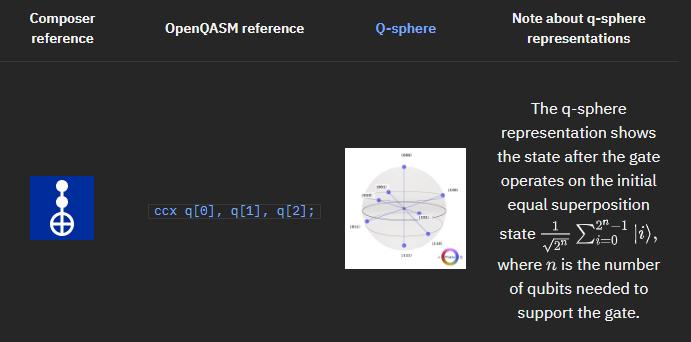 Composer
reference
OpenQASM reference
Q-sphere
Note about q-sphere
representations
ccx q[0], q[1], q[2];
|000⟩
|111⟩
The q-sphere
representation shows
the state after the gate
operates on the initial
equal superposition
state $\frac{1}{\sqrt{2^n}} \sum_{i=0}^{2^n-1} |i\rangle$,
where n is the number
of qubits needed to
support the gate.